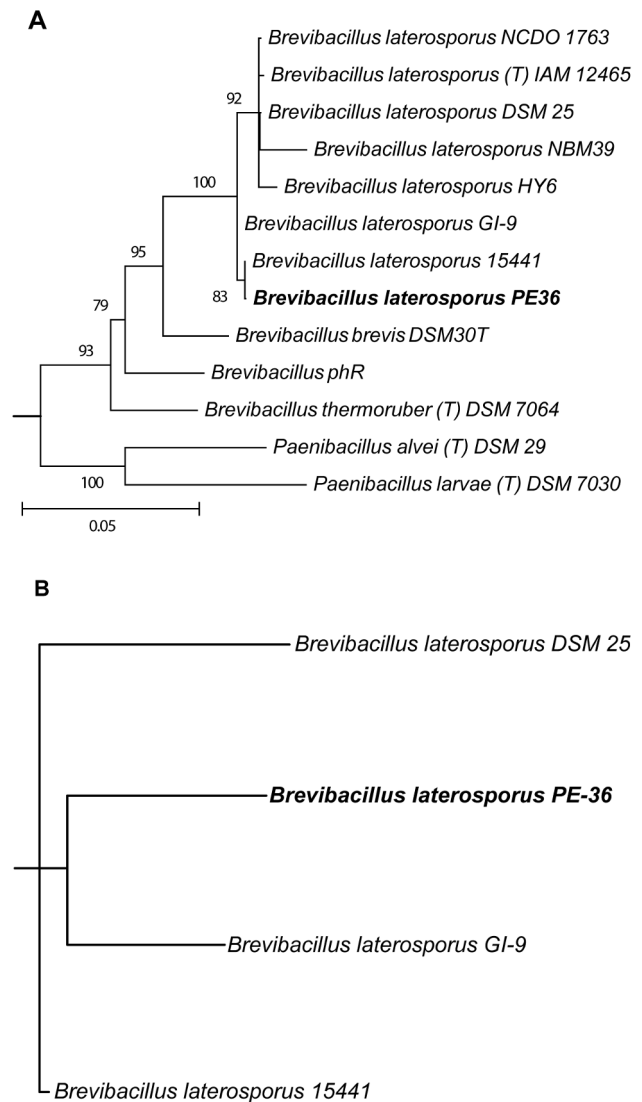 A
Brevibacillus laterosporus NCDO 1763
Brevibacillus laterosporus (T) IAM 12465
92
Brevibacillus laterosporus DSM 25
Brevibacillus laterosporus NBM39
100
Brevibacillus laterosporus HY6
Brevibacillus laterosporus GI-9
95
Brevibacillus laterosporus 15441
83
Brevibacillus laterosporus PE36
79
Brevibacillus brevis DSM30T
93
Brevibacillus phR
Brevibacillus thermoruber (T) DSM 7064
Paenibacillus alvei (T) DSM 29
100
Paenibacillus larvae (T) DSM 7030
0.05
B
Brevibacillus laterosporus DSM 25
Brevibacillus laterosporus PE-36
Brevibacillus laterosporus GI-9
Brevibacillus laterosporus 15441